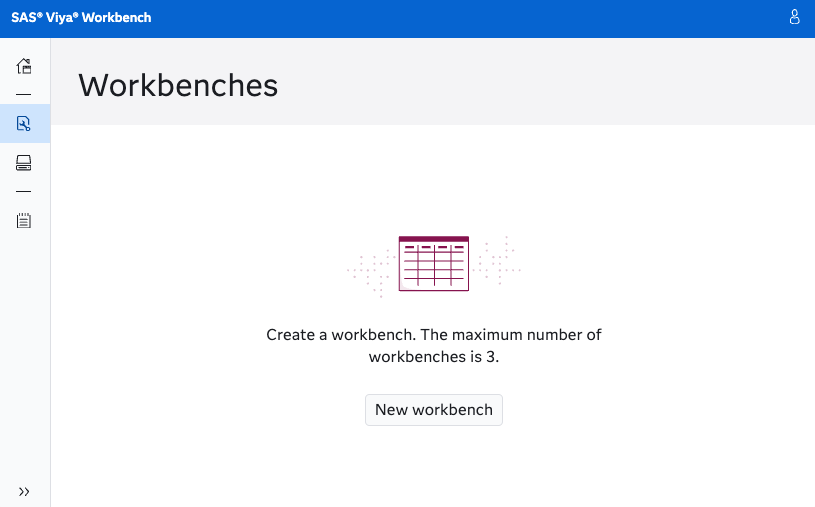 SAS® Viya® Workbench
Workbenches
Create a workbench. The maximum number of
workbenches is 3.
New workbench